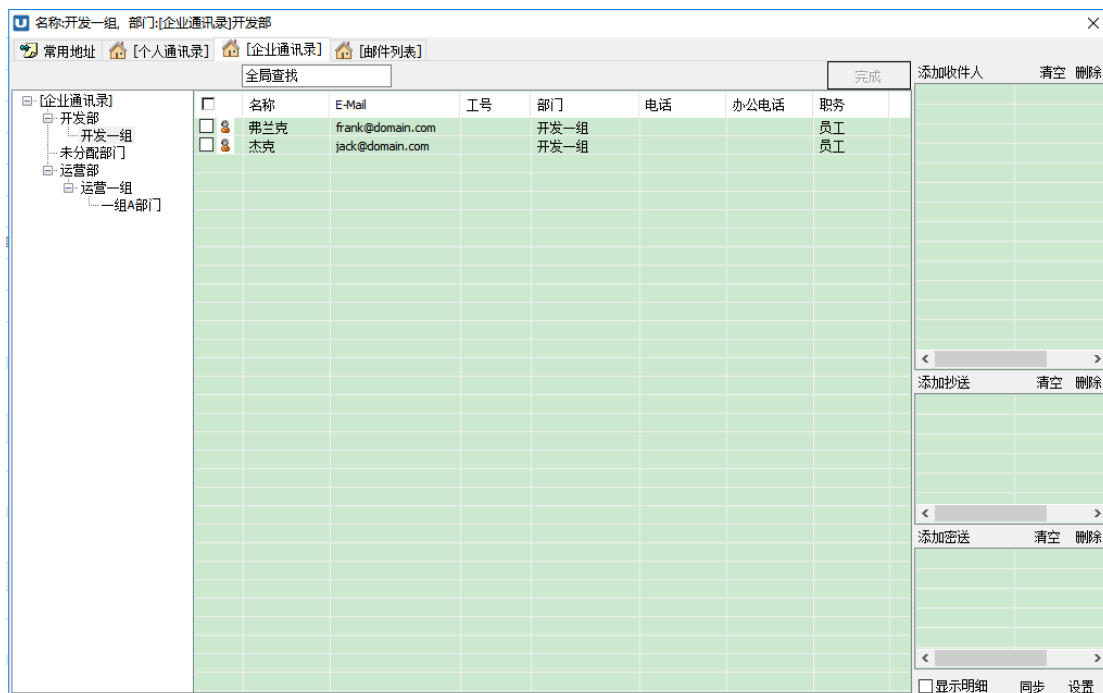 名称:开发一组, 部门:[企业通讯录]开发部
常用地址 [个人通讯录] [企业通讯录] [邮件列表]
全局查找 完成
[企业通讯录]
开发部
开发一组
未分配部门
运营部
运营一组
一组A部门
名称 E-Mail 工号 部门 电话 办公电话 职务
弗兰克 frank@domain.com 开发一组 员工
杰克 jack@domain.com 开发一组 员工
添加收件人 清空 删除
添加抄送 清空 删除
添加密送 清空 删除
显示明细 同步 设置